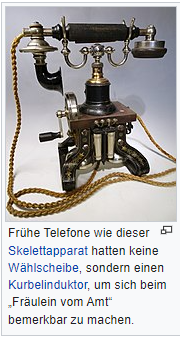 Frühe Telefone wie dieser
Skelettapparat hatten keine
Wählscheibe, sondern einen
Kurbelinduktor, um sich beim
„Fräulein vom Amt“
bemerkbar zu machen.